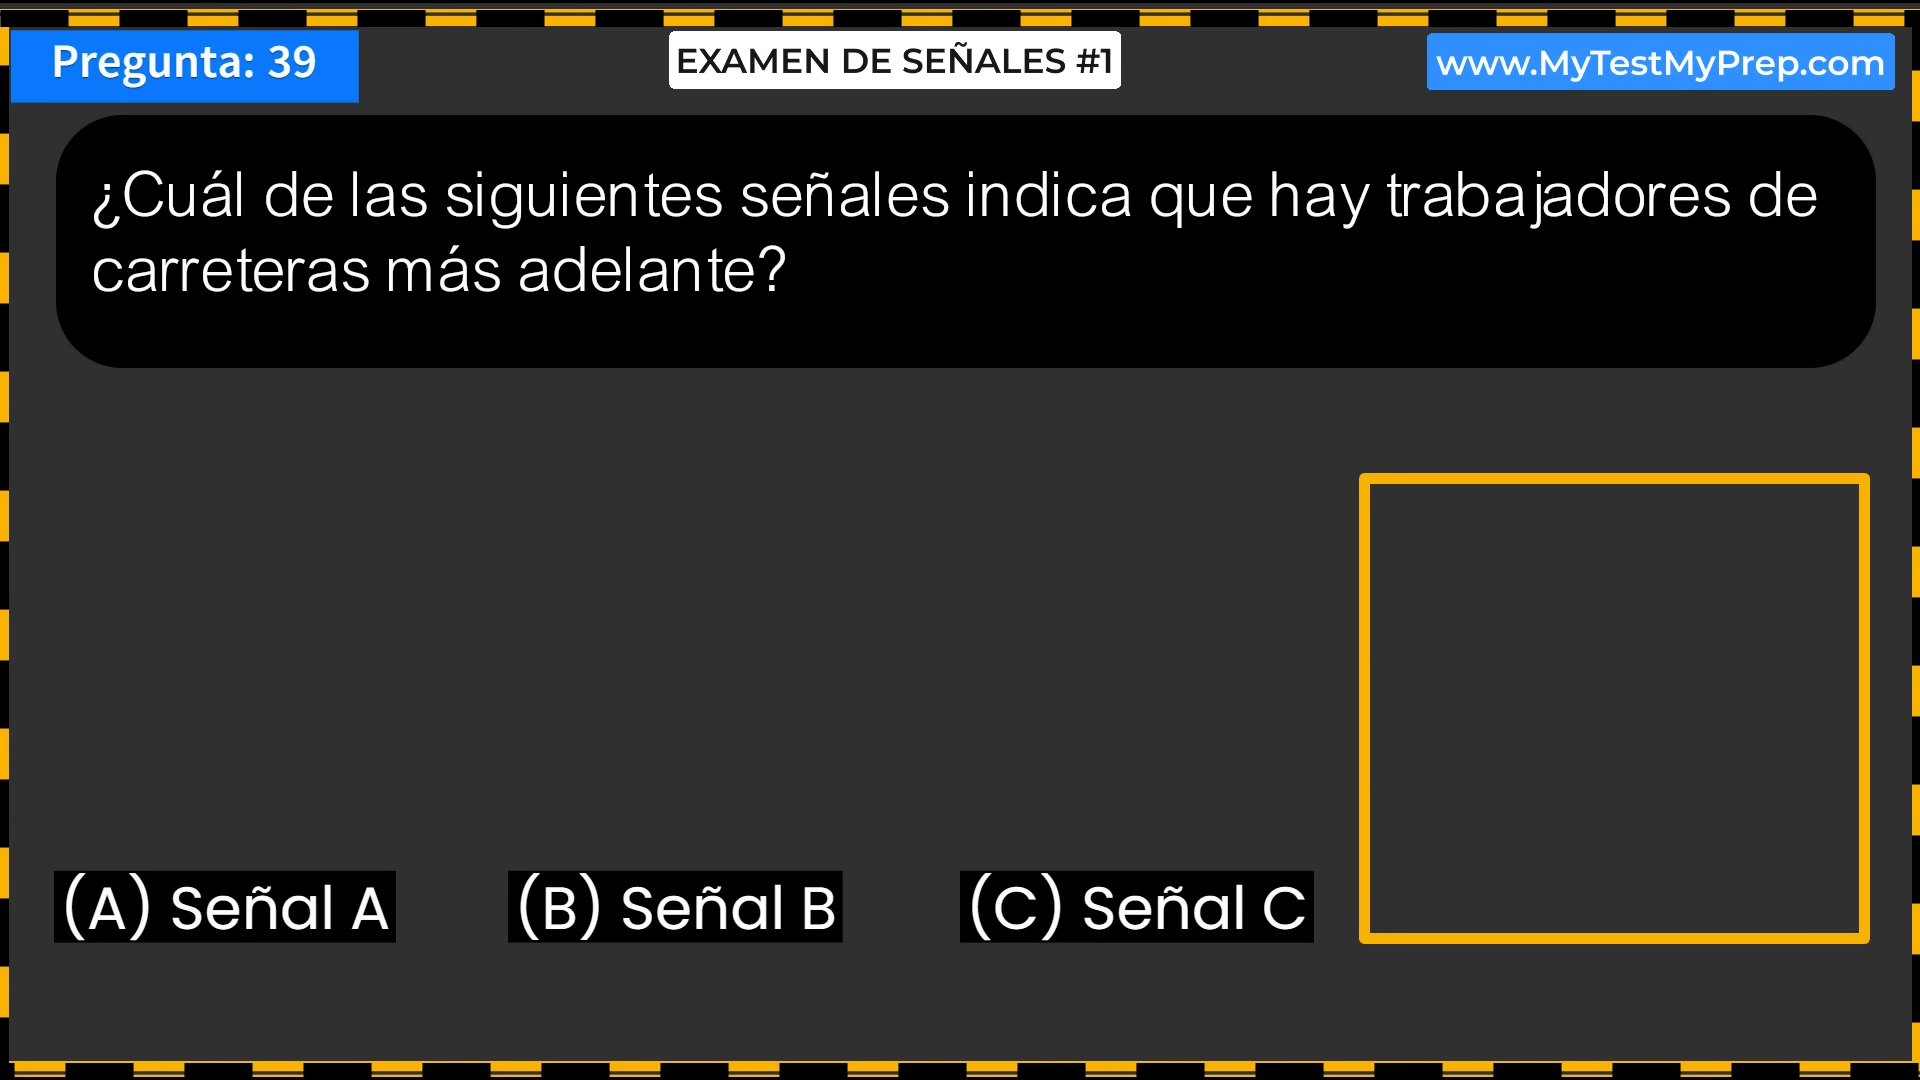 Pregunta: 39
EXAMEN DE SEÑALES #1
www.MyTestMyPrep.com
¿Cuál de las siguientes señales indica que hay trabajadores de
carreteras más adelante?
(A) Señal A
(B) Señal B
(C) Señal C